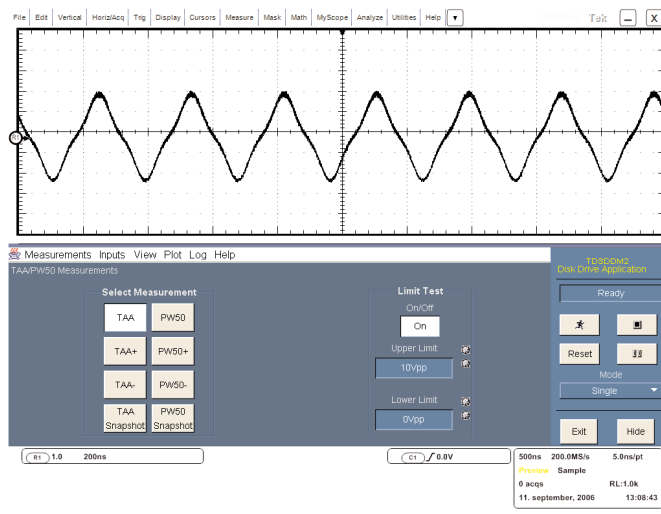 File Edit Vertical Horiz/Acq Trig Display Cursors Measure Mask Math MyScope Analyze Utilities Help Tek X
R1
Measurements Inputs View Plot Log Help
TAA/PW50 Measurements
TDSDDM2
Disk Drive Application
Select Measurement
TAA PW50
TAA+ PW50+
TAA- PW50-
TAA Snapshot PW50 Snapshot
Limit Test
On/Off
On
Upper Limit
10Vpp
Lower Limit
0Vpp
Ready
Reset
Mode
Single
Exit Hide
R1 1.0 200ns
C1 0.0V
500ns 200.0MS/s 5.0ns/pt
Preview Sample
0 acqs RL:1.0k
11. september, 2006 13:08:43